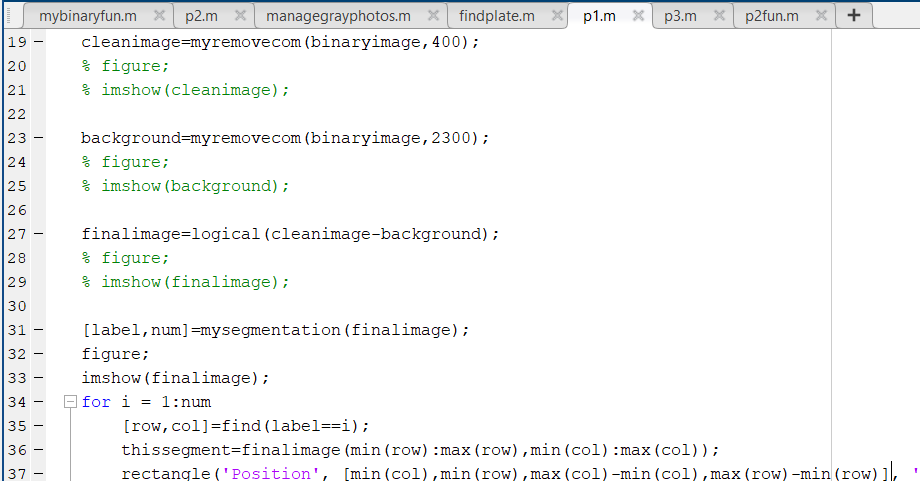 mybinaryfun.m × p2.m × managegrayphotos.m × findplate.m × p1.m × p3.m × p2fun.m × +
19 – cleanimage=myremovecom(binaryimage,400);
20 % figure;
21 % imshow(cleanimage);
22
23 – background=myremovecom(binaryimage,2300);
24 % figure;
25 % imshow(background);
26
27 – finalimage=logical(cleanimage-background);
28 % figure;
29 % imshow(finalimage);
30
31 – [label,num]=mysegmentation(finalimage);
32 – figure;
33 – imshow(finalimage);
34 – for i = 1:num
35 – [row,col]=find(label==i);
36 – thissegment=finalimage(min(row):max(row),min(col):max(col));
37 – rectangle('Position', [min(col),min(row),max(col)-min(col),max(row)-min(row)], '